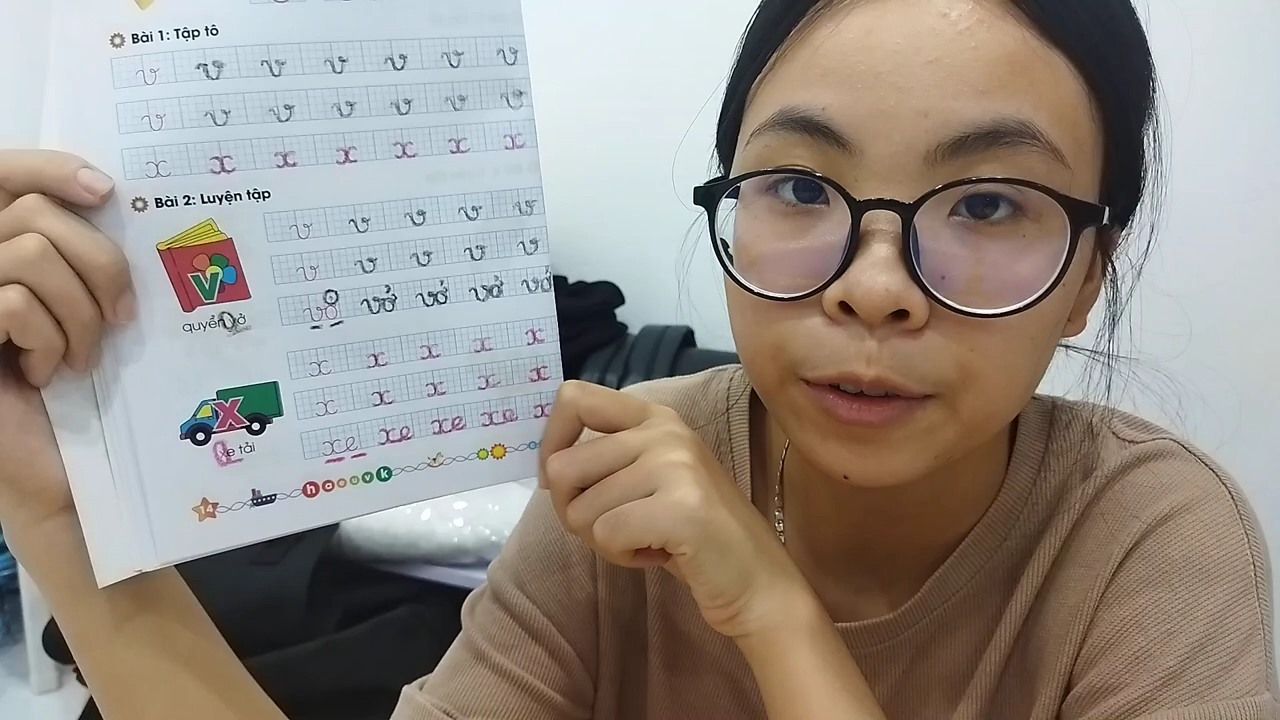 Bài 1: Tập tô
v v v v v v v
v v v v v v v
x x x x x x x
Bài 2: Luyện tập
v v v v v
v v v v v
vở vở vở vở vở
V
quyển vở
x x x x x
x x x x x
xe xe xe xe x
X
xe tải
14
h a e u v k